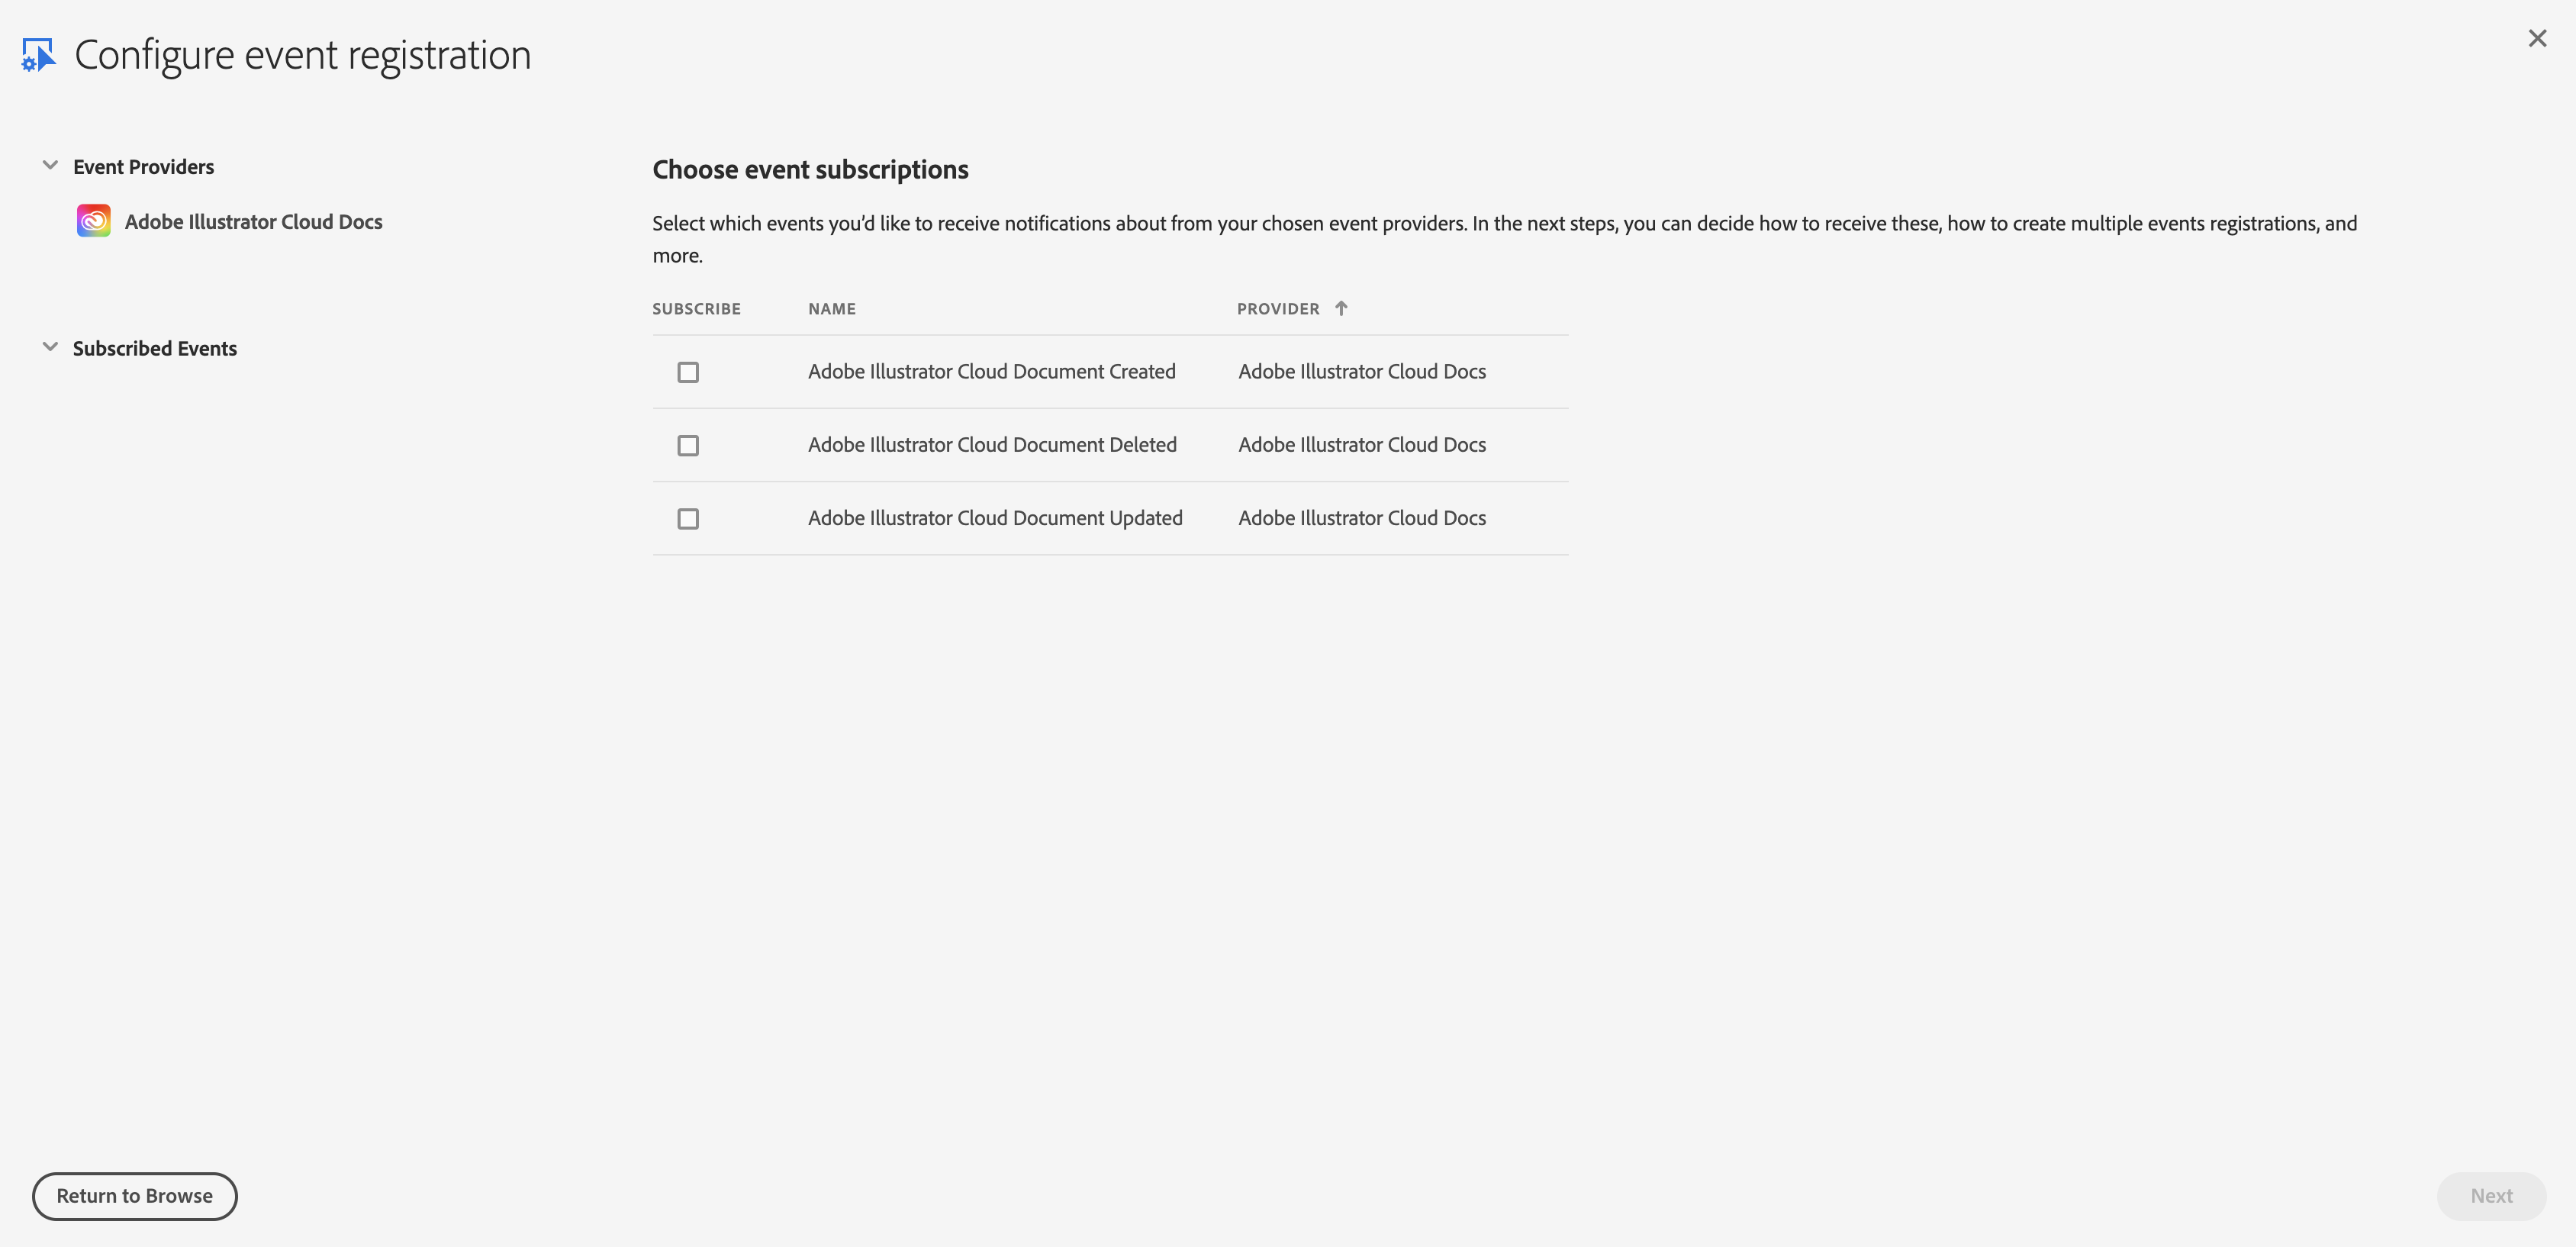 Configure event registration
Event Providers
Adobe Illustrator Cloud Docs
Subscribed Events
Choose event subscriptions
Select which events you’d like to receive notifications about from your chosen event providers. In the next steps, you can decide how to receive these, how to create multiple events registrations, and
more.
SUBSCRIBE NAME PROVIDER
Adobe Illustrator Cloud Document Created Adobe Illustrator Cloud Docs
Adobe Illustrator Cloud Document Deleted Adobe Illustrator Cloud Docs
Adobe Illustrator Cloud Document Updated Adobe Illustrator Cloud Docs
Return to Browse
Next